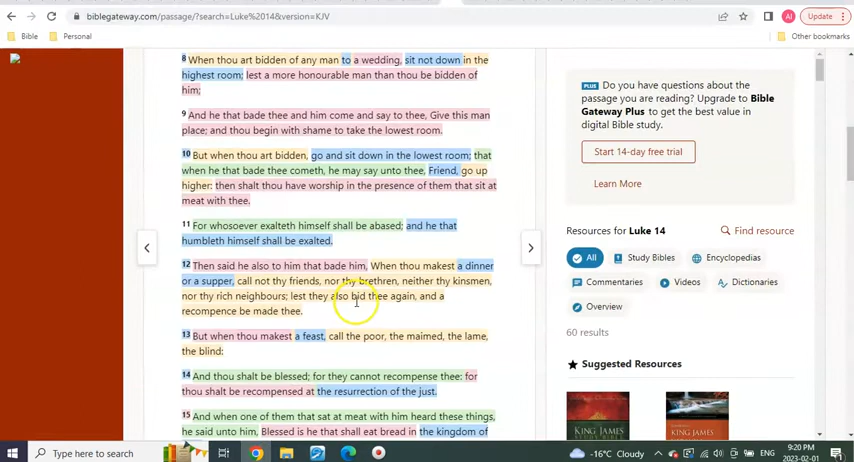 biblegateway.com/passage/?search=Luke%2014&version=KJV
AI
Update
Bible
Personal
Other bookmarks
8 When thou art bidden of any man to a wedding, sit not down in the
highest room; lest a more honourable man than thou be bidden of
him;
9 And he that bade thee and him come and say to thee, Give this man
place; and thou begin with shame to take the lowest room.
10 But when thou art bidden, go and sit down in the lowest room; that
when he that bade thee cometh, he may say unto thee, Friend, go up
higher: then shalt thou have worship in the presence of them that sit at
meat with thee.
11 For whosoever exalteth himself shall be abased; and he that
humbleth himself shall be exalted.
12 Then said he also to him that bade him, When thou makest a dinner
or a supper, call not thy friends, nor thy brethren, neither thy kinsmen,
nor thy rich neighbours; lest they also bid thee again, and a
recompence be made thee.
13 But when thou makest a feast, call the poor, the maimed, the lame,
the blind:
14 And thou shalt be blessed; for they cannot recompense thee: for
thou shalt be recompensed at the resurrection of the just.
15 And when one of them that sat at meat with him heard these things,
he said unto him, Blessed is he that shall eat bread in the kingdom of
PLUS Do you have questions about the
passage you are reading? Upgrade to Bible
Gateway Plus to get the best value in
digital Bible study.
Start 14-day free trial
Learn More
Resources for Luke 14
Find resource
All
Study Bibles
Encyclopedias
Commentaries
Videos
Dictionaries
Overview
60 results
Suggested Resources
KING JAMES
KING JAMES
Type here to search
-16°C Cloudy
ENG
9:20 PM
2023-02-01